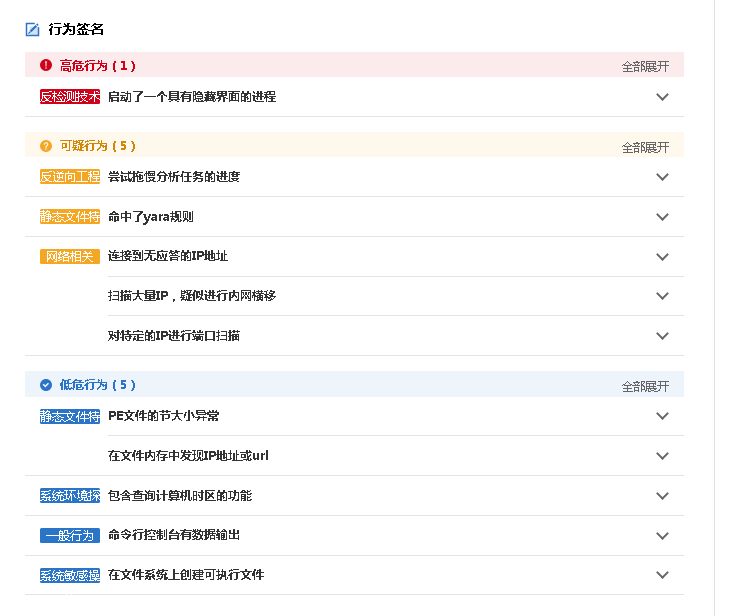 行为签名
高危行为 ( 1 ) 全部展开
反检测技术 启动了一个具有隐藏界面的进程
可疑行为 ( 5 ) 全部展开
反逆向工程 尝试拖慢分析任务的进度
静态文件特 命中了yara规则
网络相关 连接到无应答的IP地址
扫描大量IP，疑似进行内网横移
对特定的IP进行端口扫描
低危行为 ( 5 ) 全部展开
静态文件特 PE文件的节大小异常
在文件内存中发现IP地址或url
系统环境探 包含查询计算机时区的功能
一般行为 命令行控制台有数据输出
系统敏感操 在文件系统上创建可执行文件